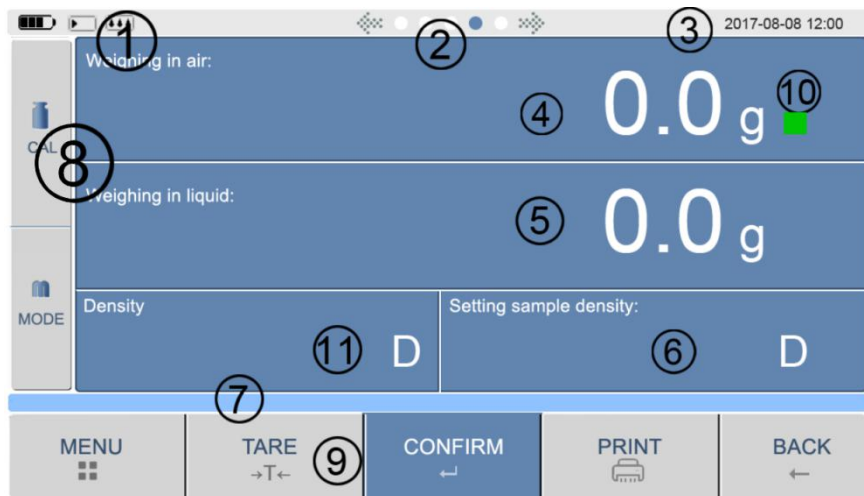 ① ② ③ 2017-08-08 12:00
Weighing in air:
④ 0.0 g ⑩
CAL
⑧
Weighing in liquid:
⑤ 0.0 g
MODE
Density
⑪ D
Setting sample density:
⑥ D
⑦
MENU
TARE
→T←
⑨
CONFIRM
PRINT
BACK